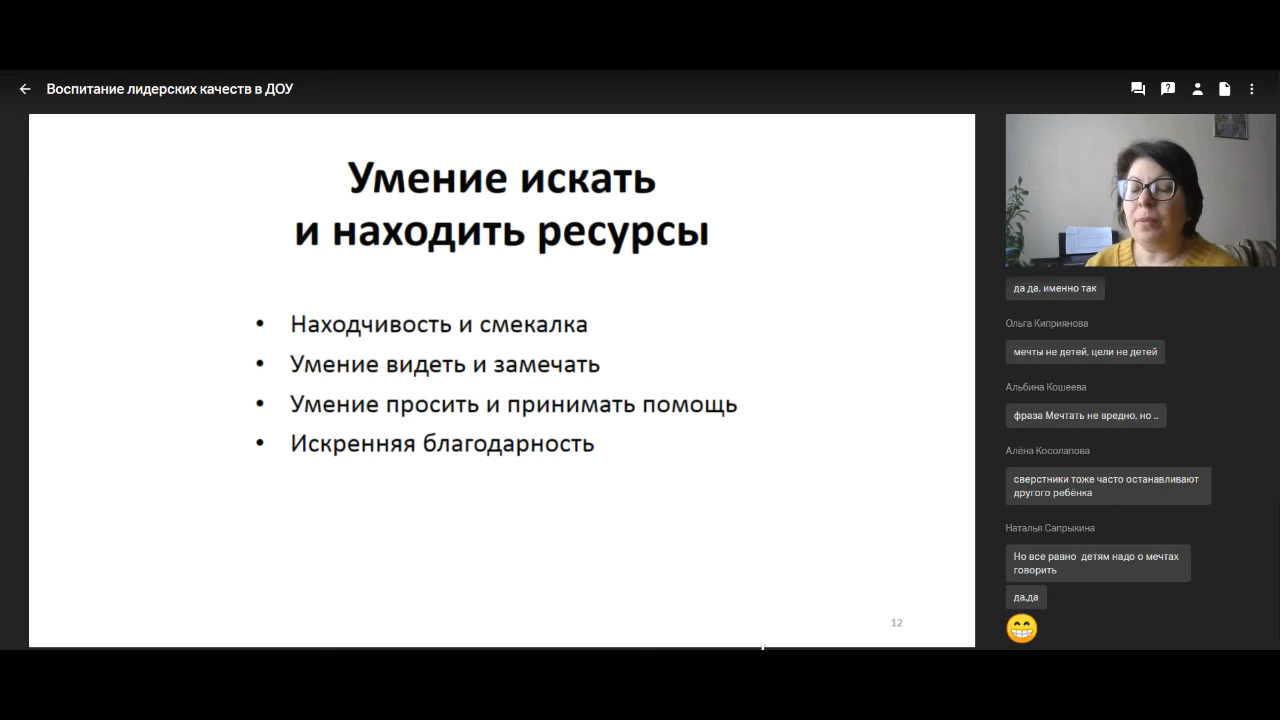 Воспитание лидерских качеств в ДОУ
Умение искать
и находить ресурсы
• Находчивость и смекалка
• Умение видеть и замечать
• Умение просить и принимать помощь
• Искренняя благодарность
12
да да, именно так
Ольга Киприянова
мечты не детей, цели не детей
Альбина Кошеева
фраза Мечтать не вредно, но ..
Алёна Косолапова
сверстники тоже часто останавливают
другого ребёнка
Наталья Сапрыкина
Но все равно детям надо о мечтах
говорить
да.да